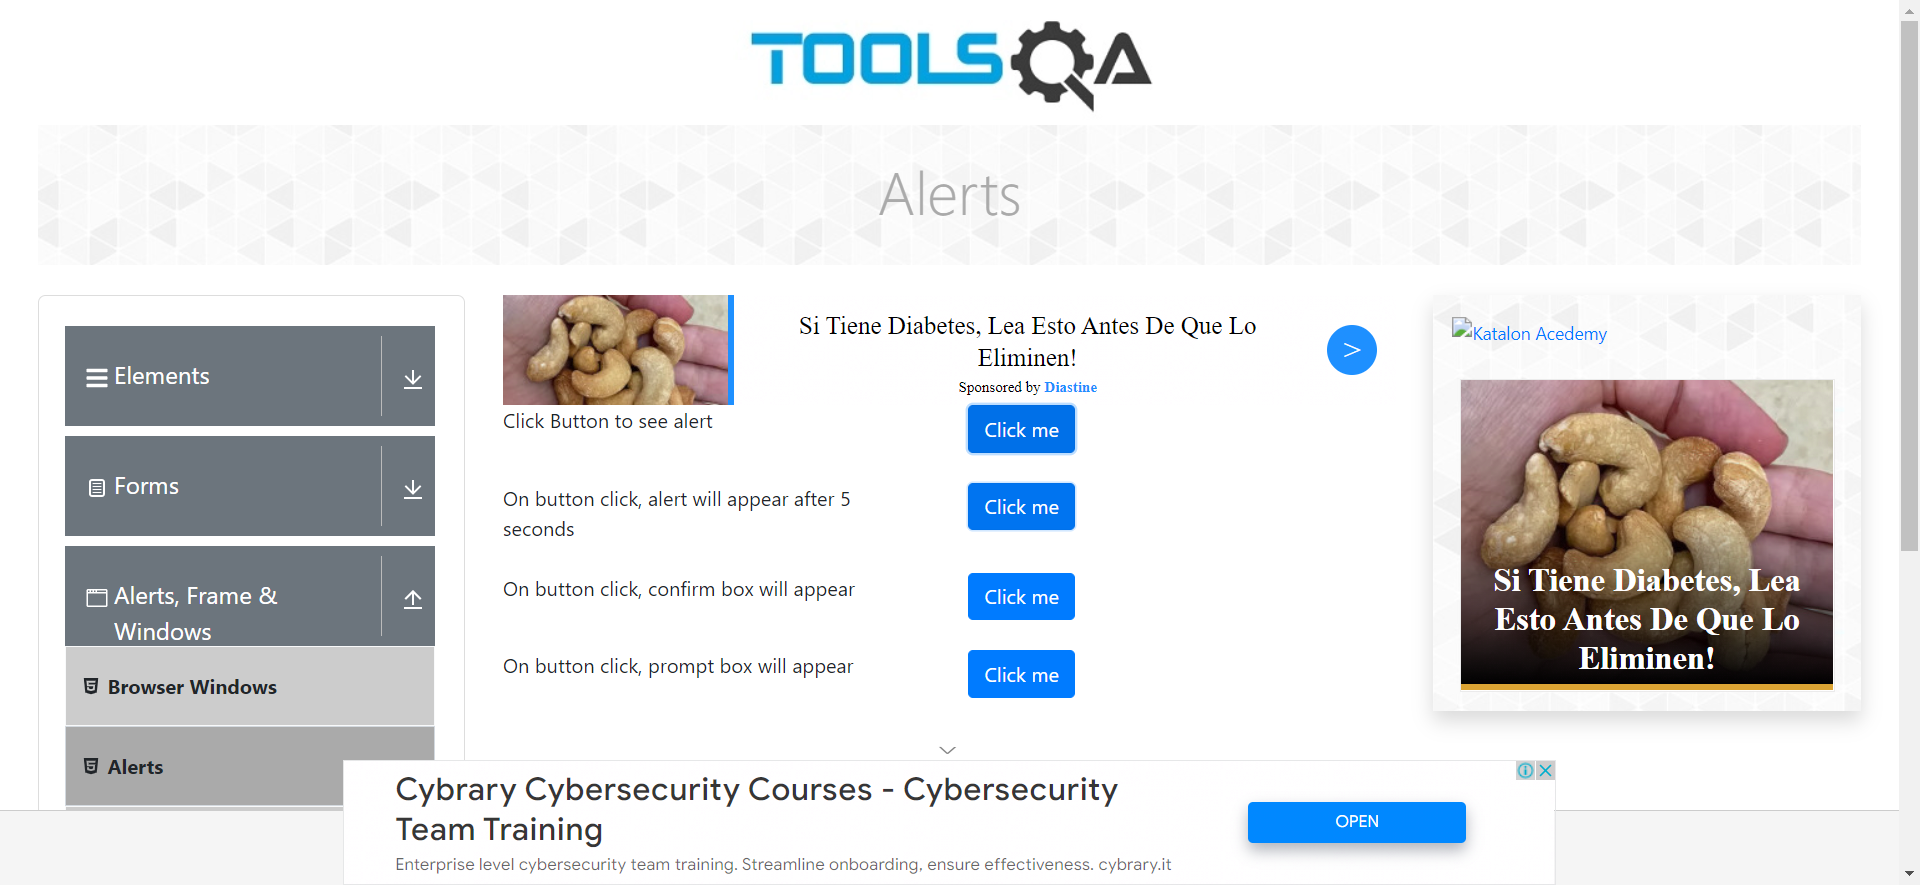 TOOLSQA
Alerts
Elements
Forms
Alerts, Frame &
Windows
Browser Windows
Alerts
Si Tiene Diabetes, Lea Esto Antes De Que Lo
Eliminen!
Sponsored by Diastine
>
Click Button to see alert
Click me
On button click, alert will appear after 5
seconds
Click me
On button click, confirm box will appear
Click me
On button click, prompt box will appear
Click me
Katalon Acedemy
Si Tiene Diabetes, Lea
Esto Antes De Que Lo
Eliminen!
Cybrary Cybersecurity Courses - Cybersecurity
Team Training
Enterprise level cybersecurity team training. Streamline onboarding, ensure effectiveness. cybrary.it
OPEN